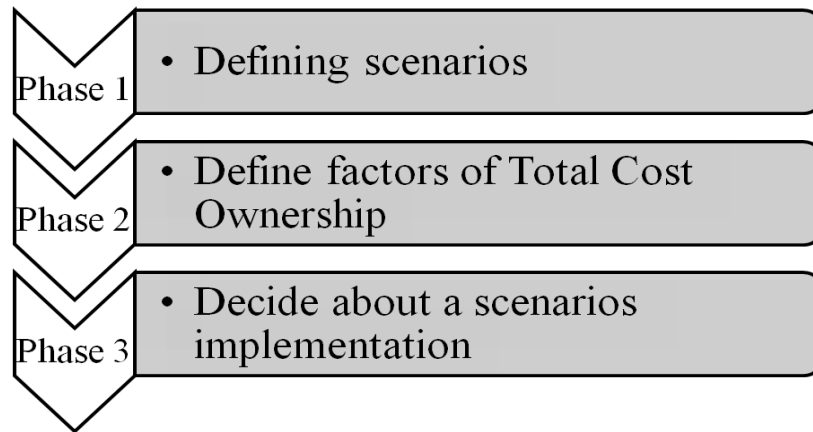 Phase 1
• Defining scenarios
Phase 2
• Define factors of Total Cost
Ownership
Phase 3
• Decide about a scenarios
implementation